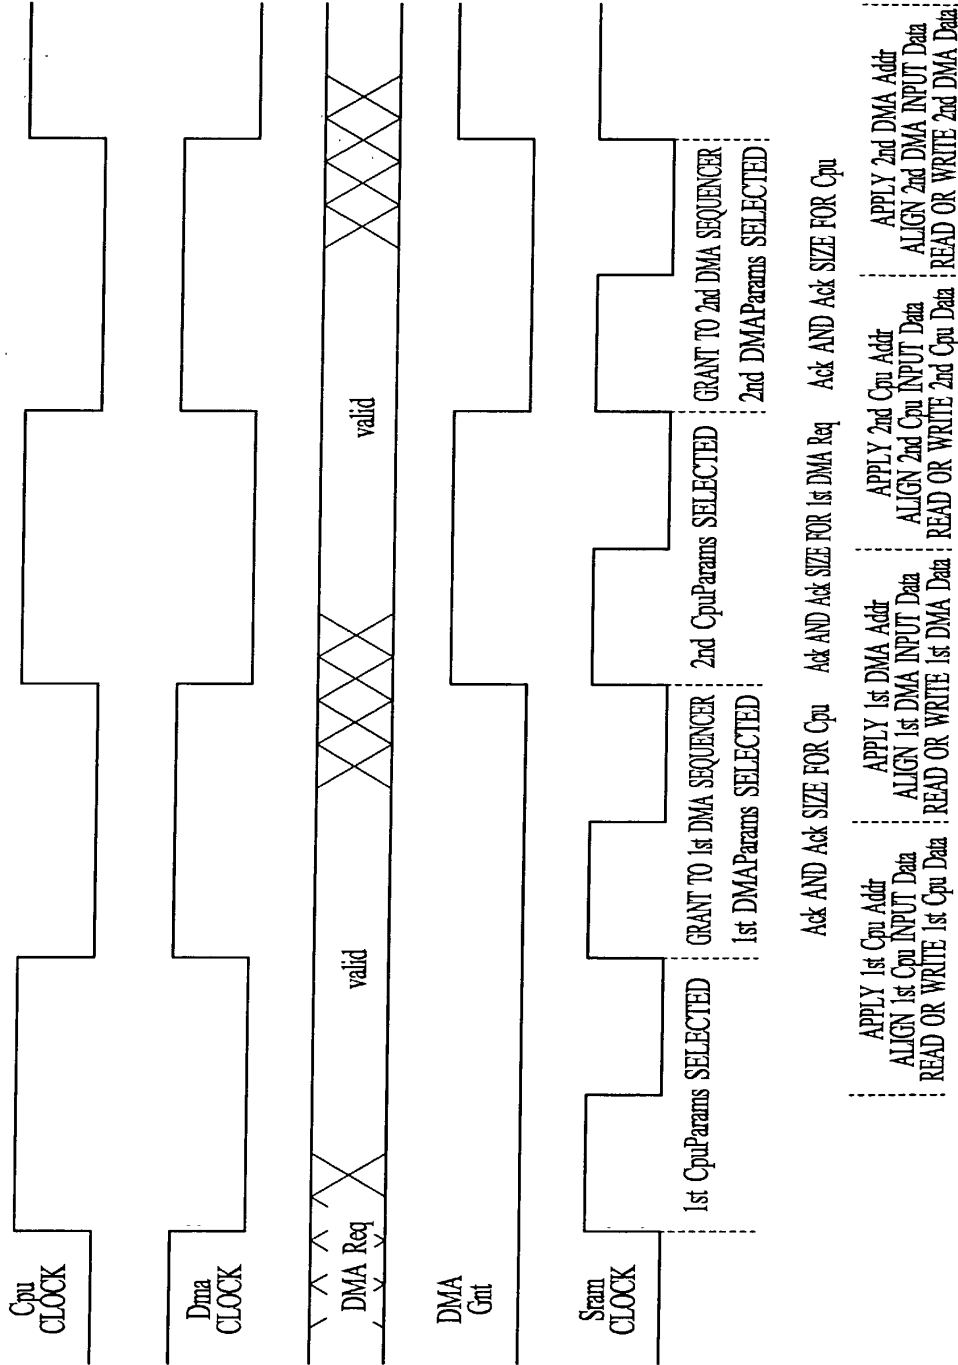 Cpu
CLOCK
Dma
CLOCK
DMA Req
valid
valid
DMA
Gnt
Sram
CLOCK
1st CpuParams SELECTED
GRANT TO 1st DMA SEQUENCER
1st DMAParams SELECTED
2nd CpuParams SELECTED
GRANT TO 2nd DMA SEQUENCER
2nd DMAParams SELECTED
Ack AND Ack SIZE FOR Cpu
Ack AND Ack SIZE FOR 1st DMA Req
Ack AND Ack SIZE FOR Cpu
APPLY 1st Cpu Addr
ALIGN 1st Cpu INPUT Data
READ OR WRITE 1st Cpu Data
APPLY 1st DMA Addr
ALIGN 1st DMA INPUT Data
READ OR WRITE 1st DMA Data
APPLY 2nd Cpu Addr
ALIGN 2nd Cpu INPUT Data
READ OR WRITE 2nd Cpu Data
APPLY 2nd DMA Addr
ALIGN 2nd DMA INPUT Data
READ OR WRITE 2nd DMA Data